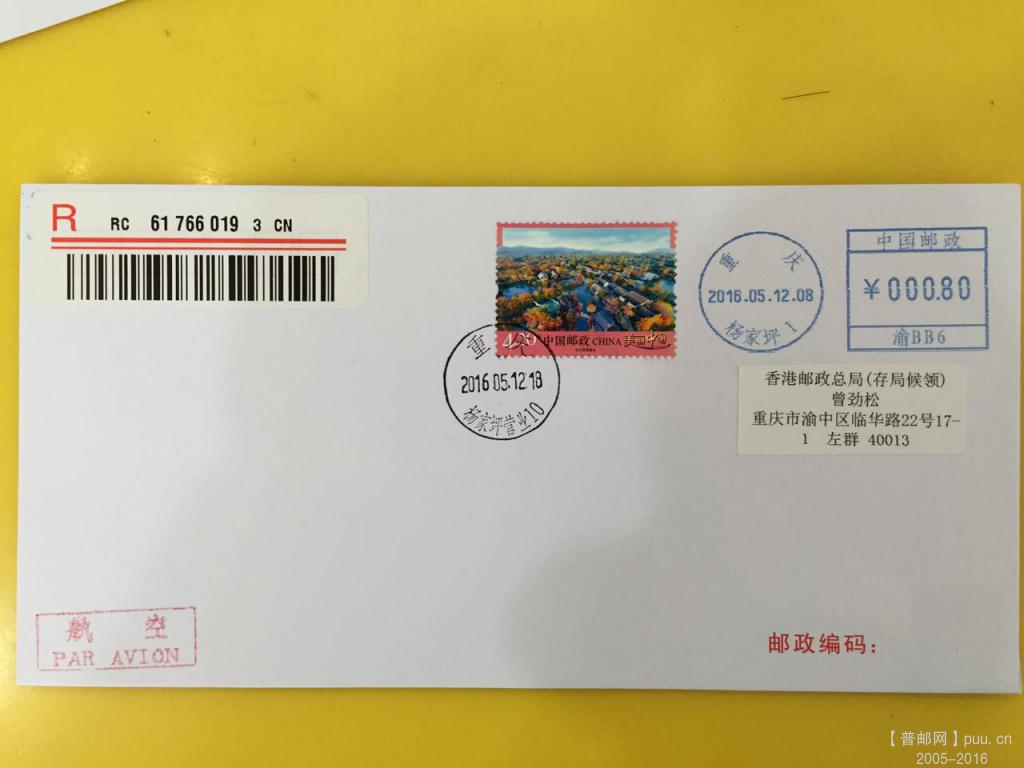 R RC 61 766 019 3 CN
中国邮政 CHINA 美丽中国
重庆
2016.05.12.18
杨家坪营业10
重庆
2016.05.12.08
杨家坪 1
中国邮政
¥000.80
渝BB6
香港邮政总局(存局候领)
曾劲松
重庆市渝中区临华路22号17-
1 左群 40013
航 空
PAR AVION
邮政编码：
【普邮网】puu.cn
2005-2016